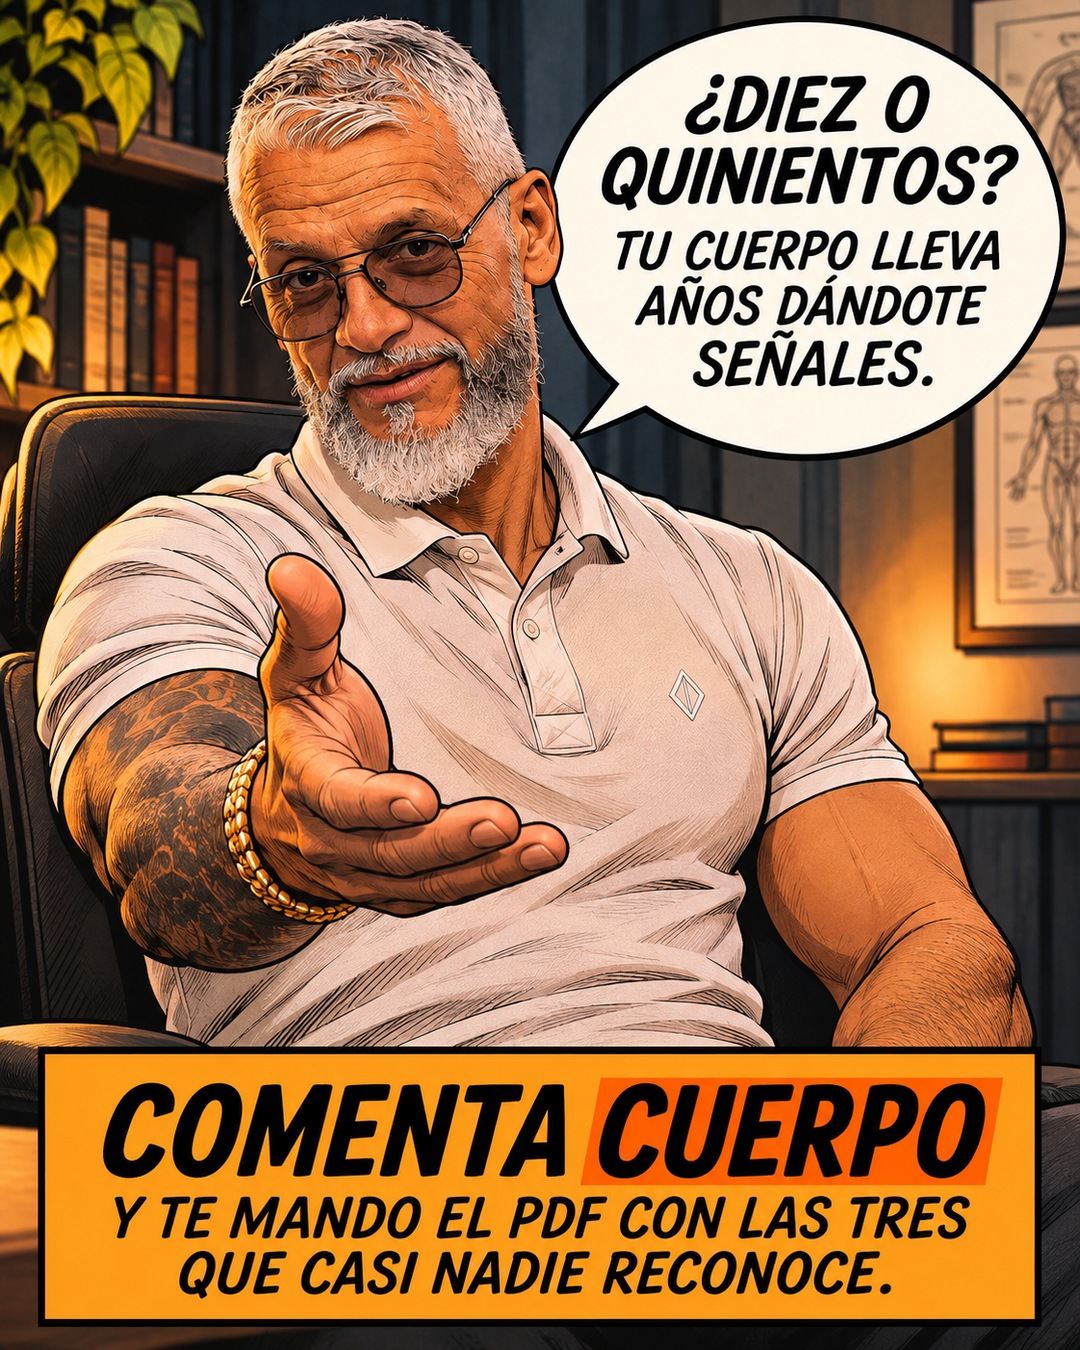 ¿DIEZ O
QUINIENTOS?
TU CUERPO LLEVA
AÑOS DÁNDOTE
SEÑALES.
COMENTA CUERPO
Y TE MANDO EL PDF CON LAS TRES
QUE CASI NADIE RECONOCE.